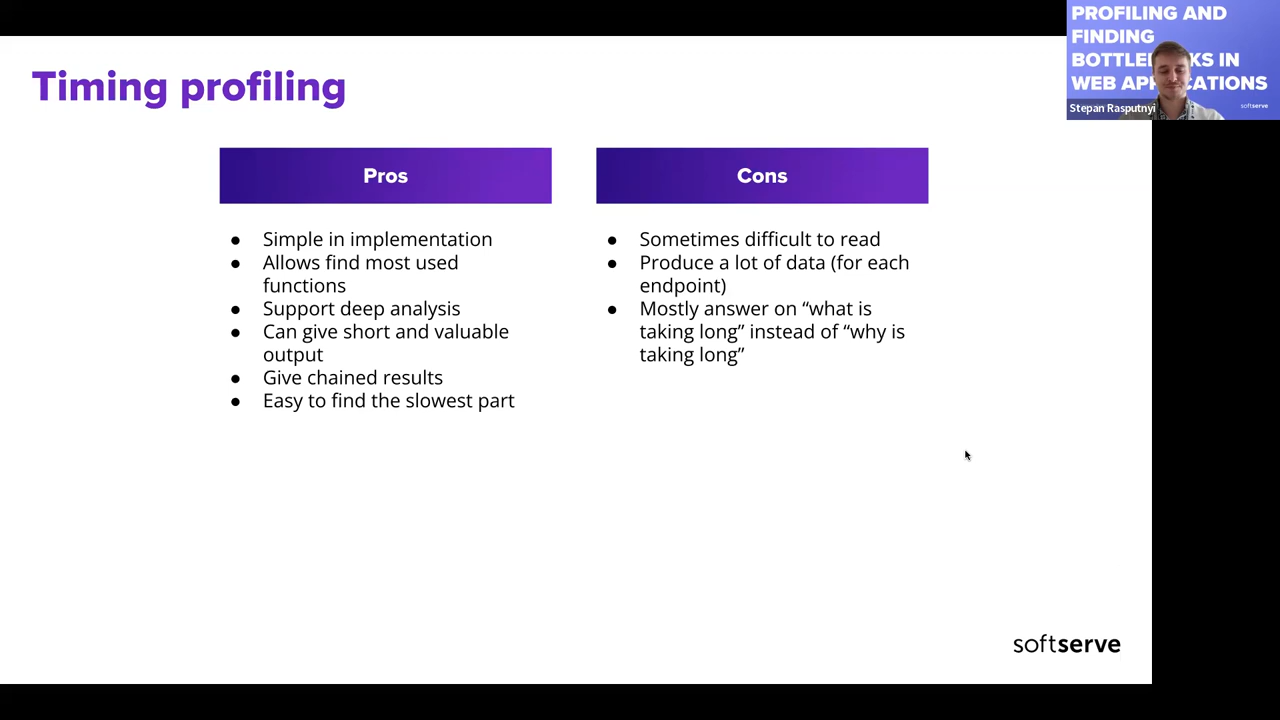 Timing profiling
Pros
Simple in implementation
Allows find most used
functions
Support deep analysis
Can give short and valuable
output
Give chained results
Easy to find the slowest part
Cons
Sometimes difficult to read
Produce a lot of data (for each
endpoint)
Mostly answer on “what is
taking long” instead of “why is
taking long”
softserve
PROFILING AND
FINDING
IN
WEB
Stepan Rasputnyi
softserve